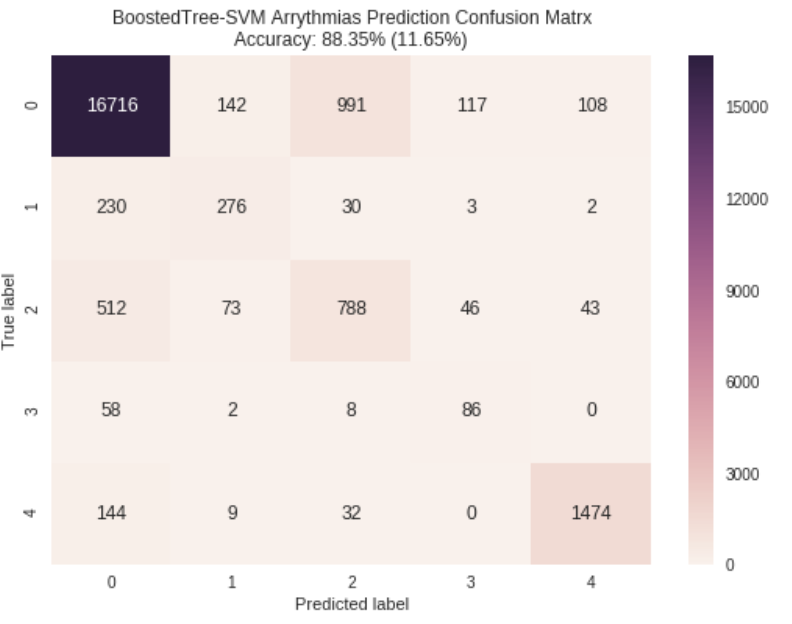 BoostedTree-SVM Arrythmias Prediction Confusion Matrx
Accuracy: 88.35% (11.65%)
0 16716 142 991 117 108
1 230 276 30 3 2
2 512 73 788 46 43
3 58 2 8 86 0
4 144 9 32 0 1474
0 1 2 3 4
True label
Predicted label
15000
12000
9000
6000
3000
0